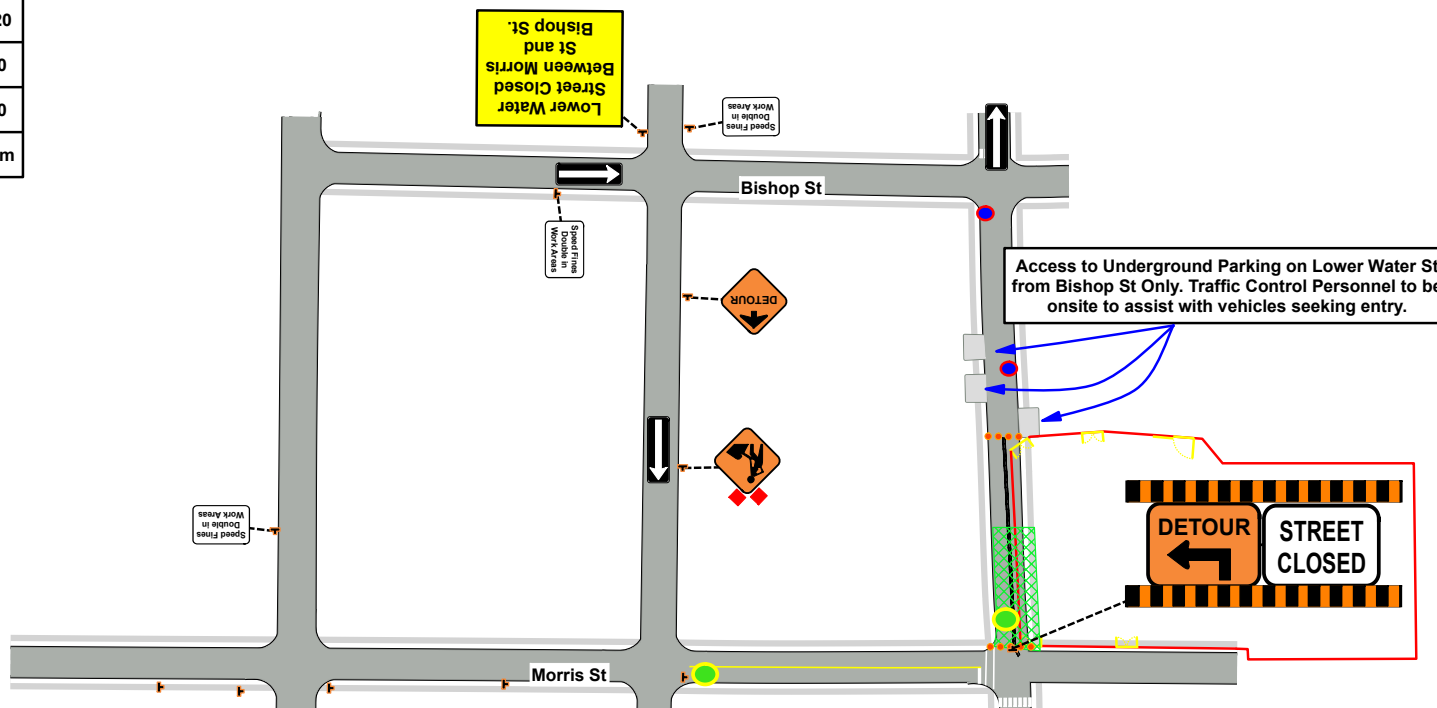 20
0
0
m
Lower Water
Street Closed
Between Morris
St and
Bishop St.
Speed Fines
Double in
Work Areas
Bishop St
Speed Fines
Double in
Work Areas
DETOUR
Access to Underground Parking on Lower Water St
from Bishop St Only. Traffic Control Personnel to be
onsite to assist with vehicles seeking entry.
Speed Fines
Double in
Work Areas
DETOUR
STREET
CLOSED
Morris St